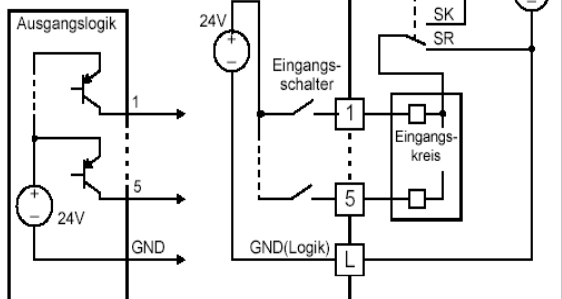 Ausgangslogik
1
5
+
−
24V
GND
24V
+
−
Eingangs-
schalter
1
5
GND(Logik)
L
SK
SR
Eingangs-
kreis
−